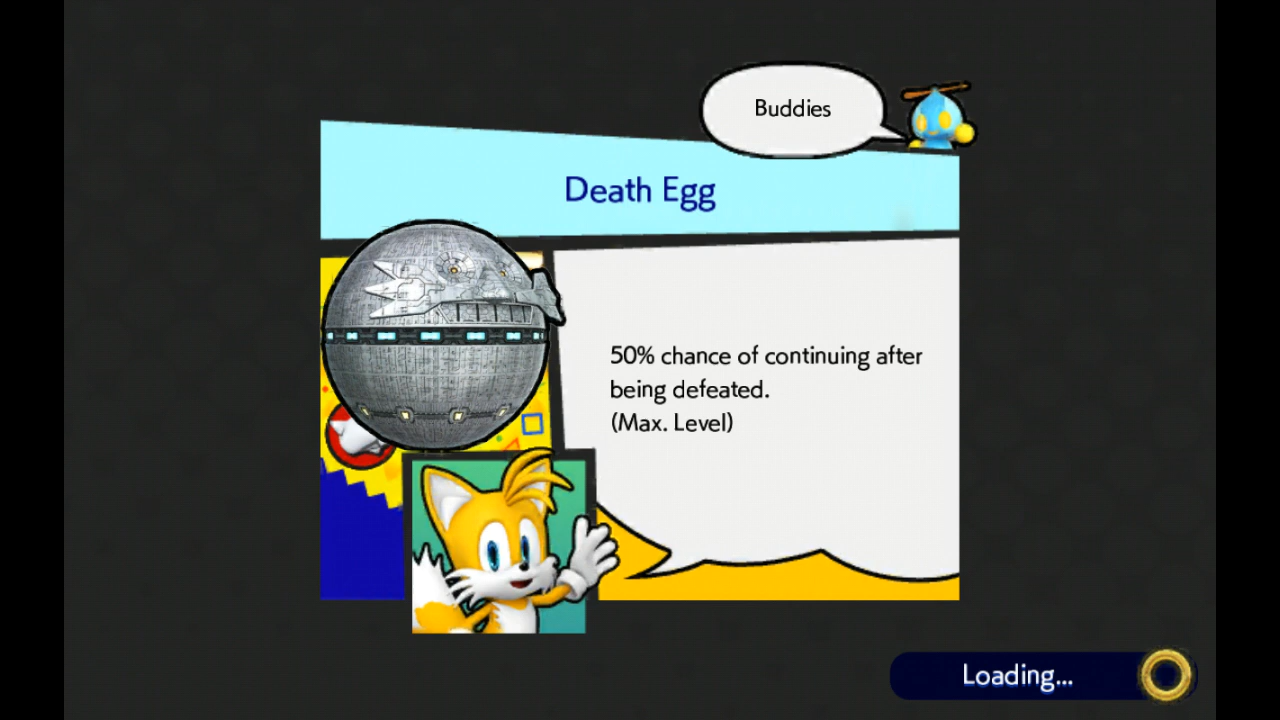 Buddies
Death Egg
50% chance of continuing after
being defeated.
(Max. Level)
Loading...